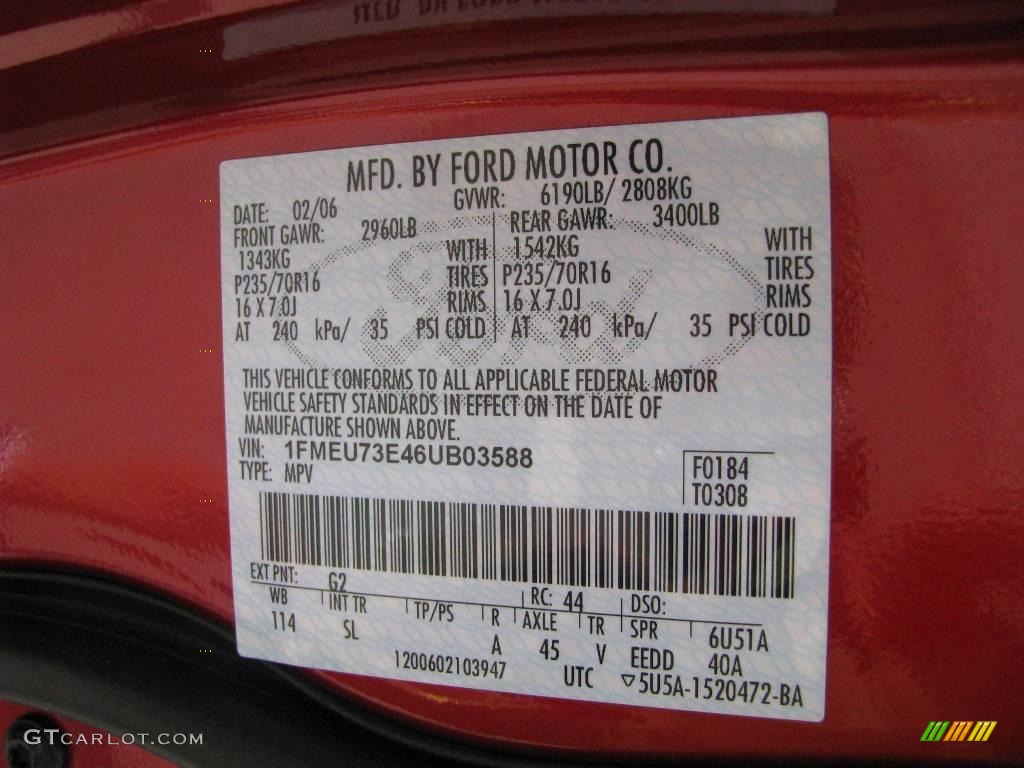 MFD. BY FORD MOTOR CO.
DATE: 02/06 GVWR: 6190LB/ 2808KG
FRONT GAWR: 2960LB REAR GAWR: 3400LB
1343KG WITH 1542KG WITH
P235/70R16 TIRES P235/70R16 TIRES
16 X 7.0J RIMS 16 X 7.0J RIMS
AT 240 kPa/ 35 PSI COLD AT 240 kPa/ 35 PSI COLD
THIS VEHICLE CONFORMS TO ALL APPLICABLE FEDERAL MOTOR
VEHICLE SAFETY STANDARDS IN EFFECT ON THE DATE OF
MANUFACTURE SHOWN ABOVE.
VIN: 1FMEU73E46UB03588
TYPE: MPV
F0184
T0308
EXT PNT: G2 RC: 44 DSO:
WB INT TR TP/PS R AXLE TR SPR 6U51A
114 SL A 45 V EEDD 40A
1200602103947 UTC ▽5U5A-1520472-BA
GTCARLOT.COM